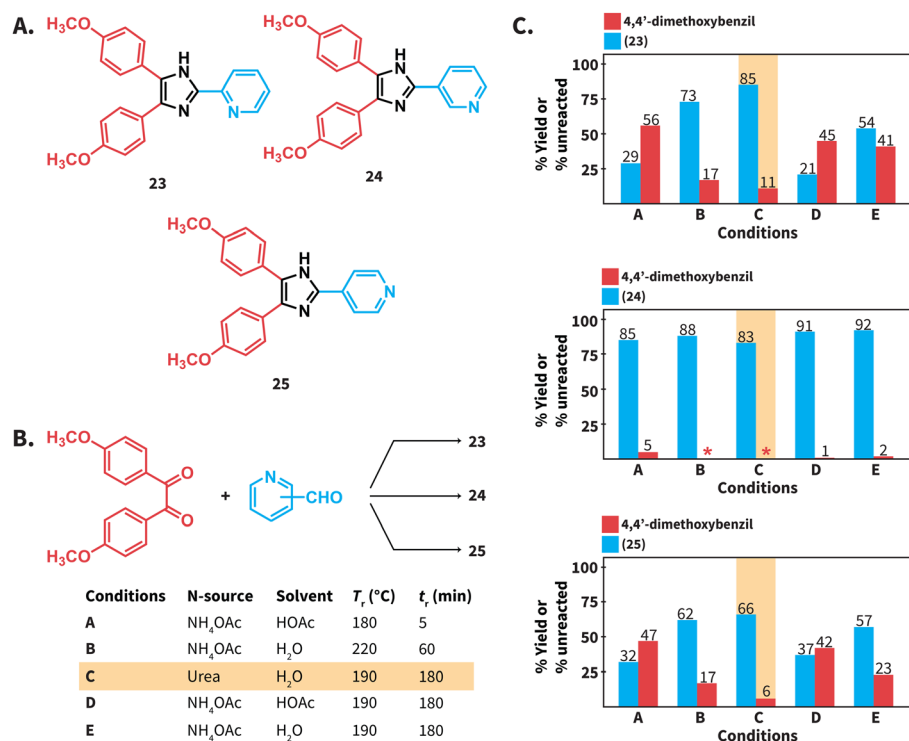 A.
H₃CO
H₃CO
NH
N
N
23
H₃CO
H₃CO
NH
N
N
24
H₃CO
H₃CO
NH
N
N
25
B.
H₃CO
H₃CO
O
O
+
N
CHO
23
24
25
Conditions N-source Solvent Tᵣ (°C) tᵣ (min)
A NH₄OAc HOAc 180 5
B NH₄OAc H₂O 220 60
C Urea H₂O 190 180
D NH₄OAc HOAc 190 180
E NH₄OAc H₂O 190 180
C.
4,4’-dimethoxybenzil
(23)
% Yield or
% unreacted
100
75
50
25
29 56 73 17 85 11 21 45 54 41
A B C D E
Conditions
4,4’-dimethoxybenzil
(24)
% Yield or
% unreacted
100
75
50
25
85 5 88 * 83 * 91 1 92 2
A B C D E
Conditions
4,4’-dimethoxybenzil
(25)
% Yield or
% unreacted
100
75
50
25
32 47 62 17 66 6 37 42 57 23
A B C D E
Conditions